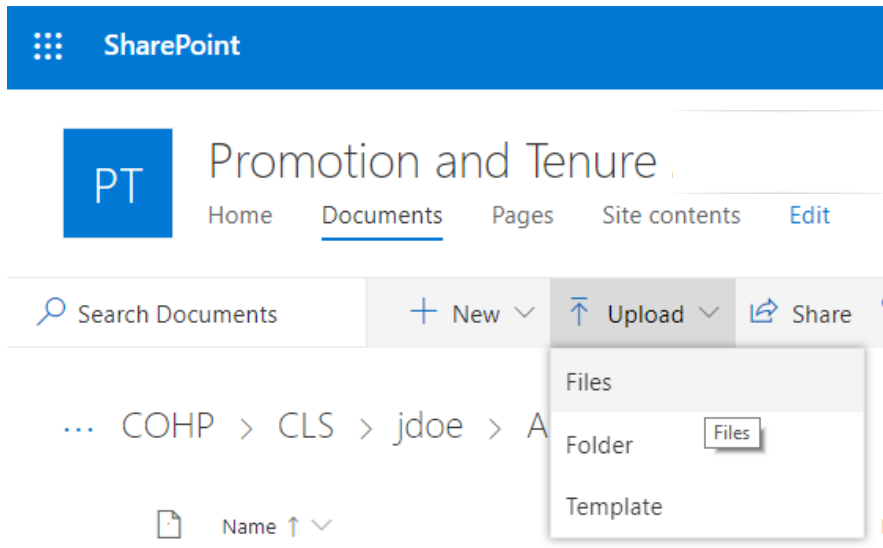 SharePoint
PT
Promotion and Tenure
Home Documents Pages Site contents Edit
Search Documents + New Upload Share
Files
... COHP > CLS > jdoe > A
Files
Folder
Template
Name ↑